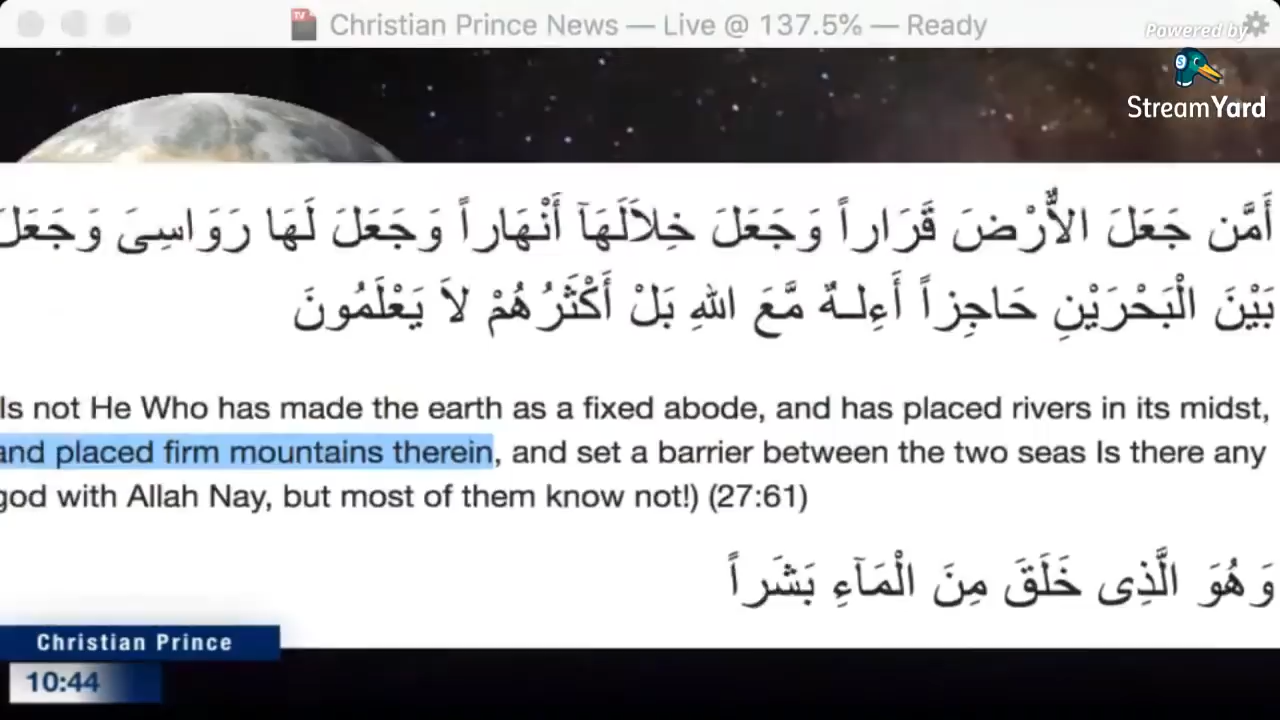 Christian Prince News — Live @ 137.5% — Ready
Powered by
StreamYard
أَمَّن جَعَلَ الاٌّرْضَ قَرَاراً وَجَعَلَ خِلاَلَهَآ أَنْهَاراً وَجَعَلَ لَهَا رَوَاسِىَ وَجَعَلَ
بَيْنَ الْبَحْرَيْنِ حَاجِزاً أَءِلـهٌ مَّعَ اللهِ بَلْ أَكْثَرُهُمْ لاَ يَعْلَمُونَ
Is not He Who has made the earth as a fixed abode, and has placed rivers in its midst,
and placed firm mountains therein, and set a barrier between the two seas Is there any
god with Allah Nay, but most of them know not!) (27:61)
وَهُوَ الَّذِى خَلَقَ مِنَ الْمَآءِ بَشَراً
Christian Prince
10:44